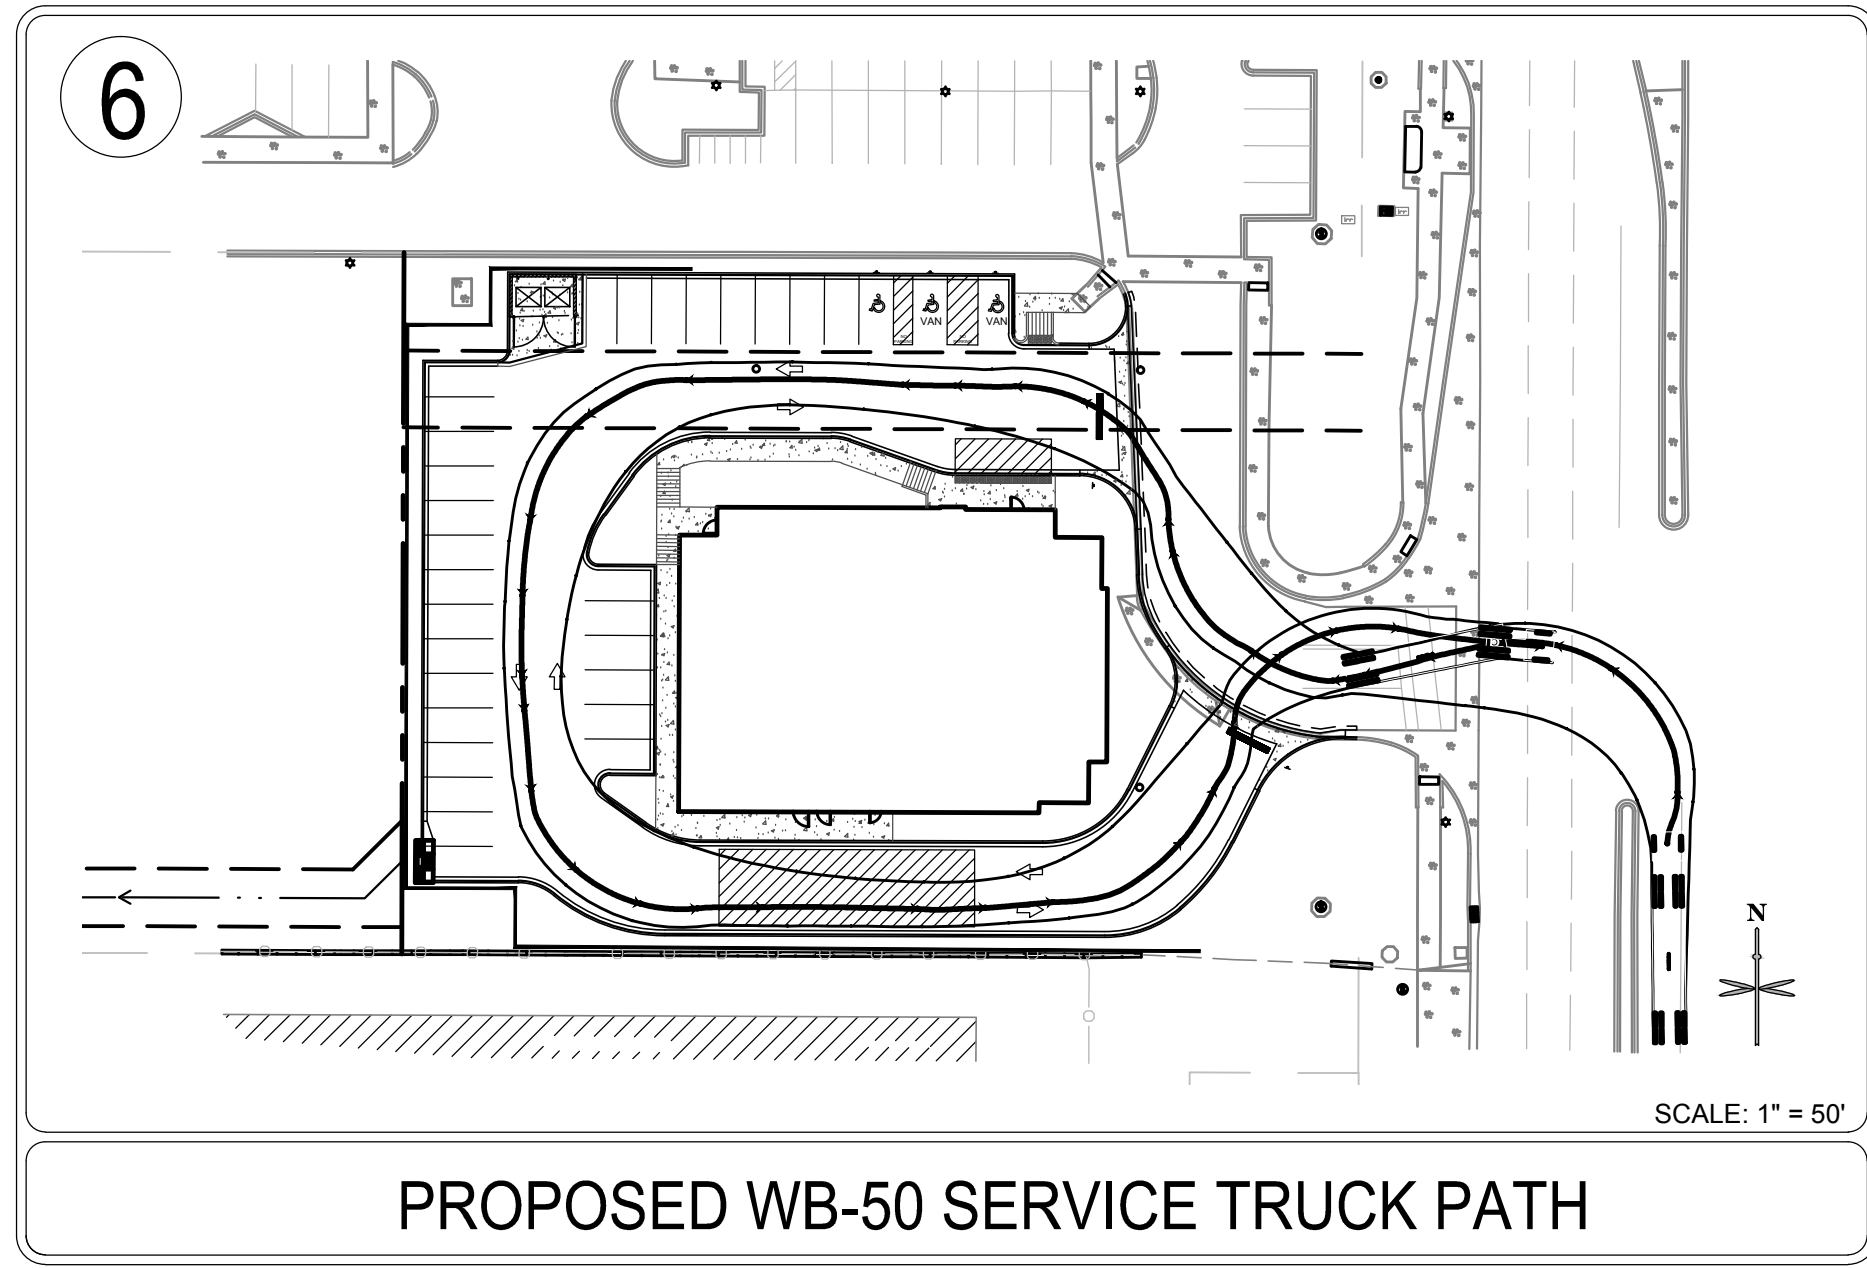 6
VAN
VAN
N
SCALE: 1" = 50'
PROPOSED WB-50 SERVICE TRUCK PATH